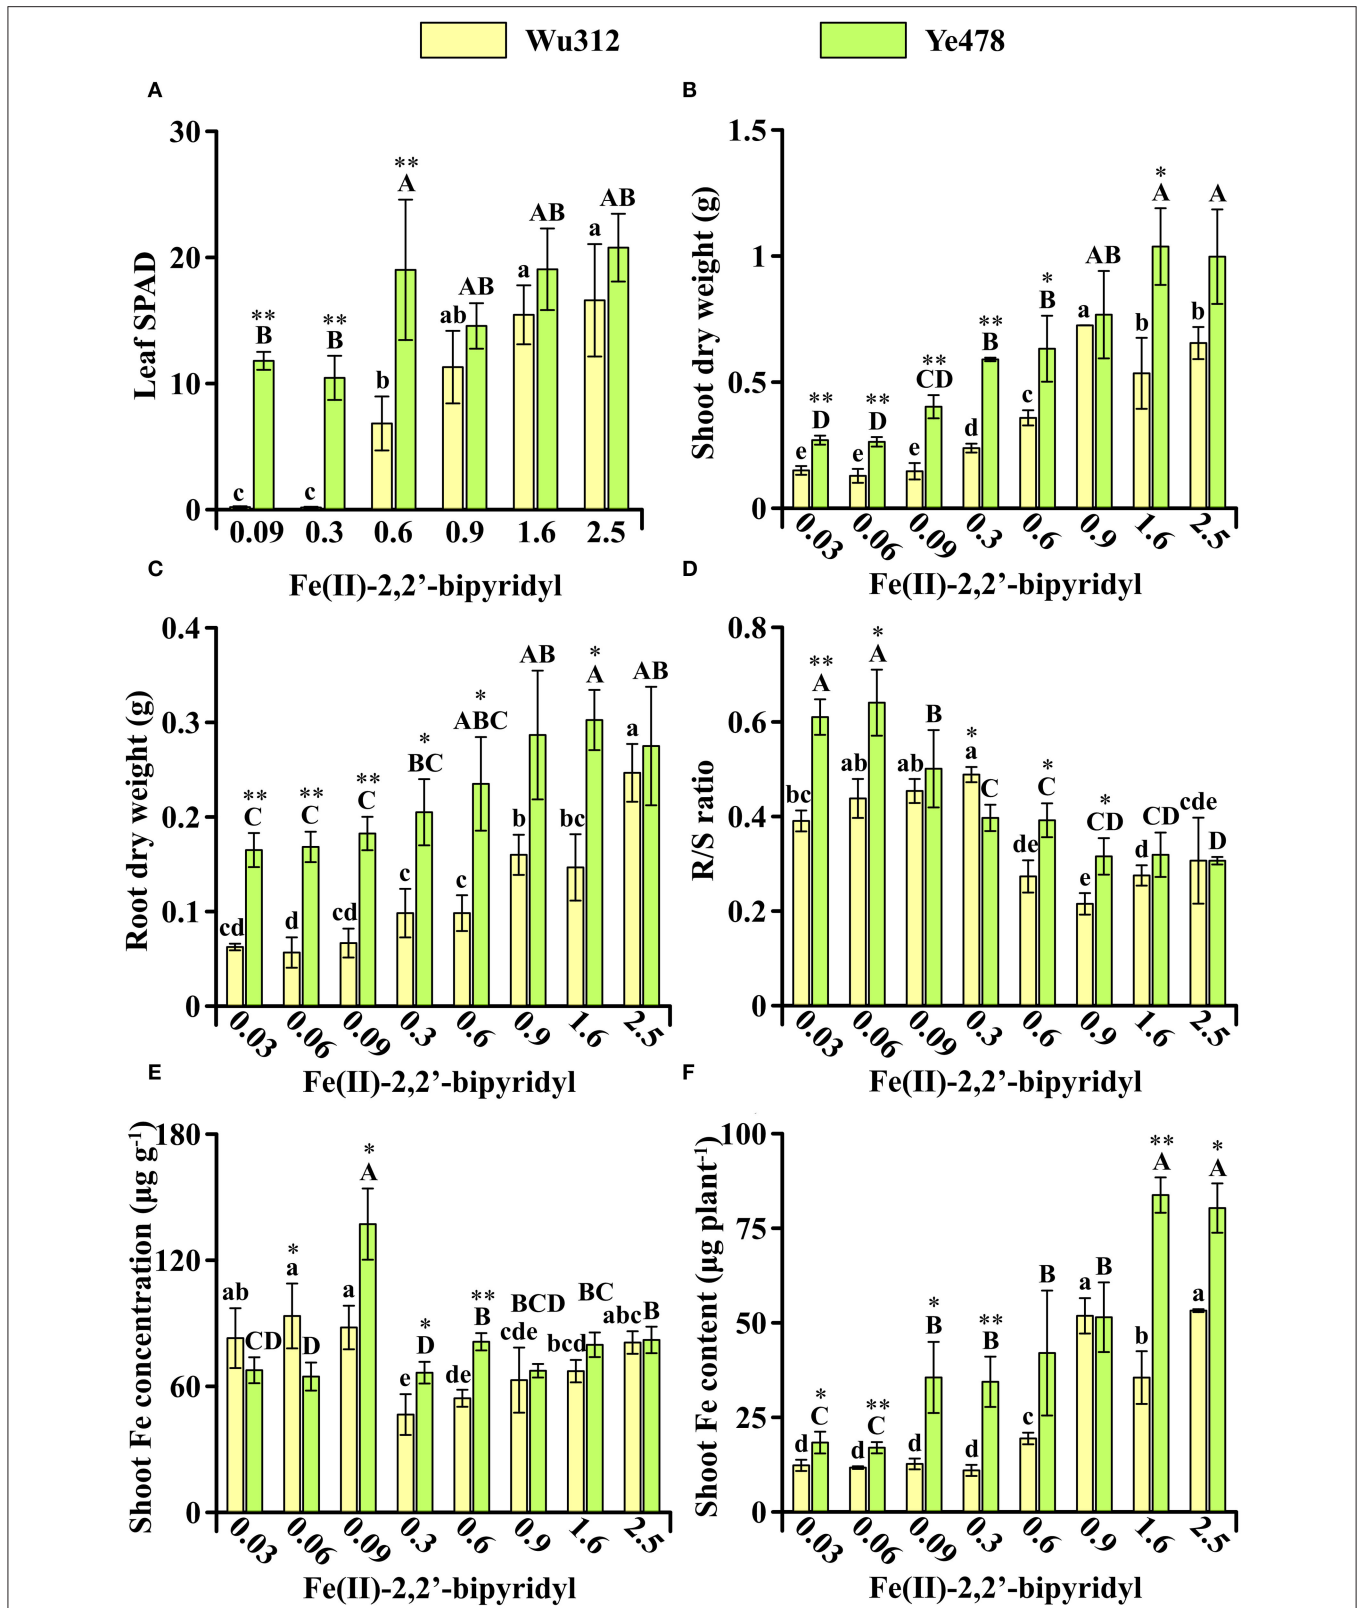 Wu312 Ye478
A
Leaf SPAD
30
20
10
0
c ** B c ** B b ** A ab AB a AB a AB
0.09 0.3 0.6 0.9 1.6 2.5
Fe(II)-2,2’-bipyridyl
B
Shoot dry weight (g)
1.5
1
0.5
0
e ** D e ** D e ** CD d ** B c * B a AB b * A b A
0.03 0.06 0.09 0.3 0.6 0.9 1.6 2.5
Fe(II)-2,2’-bipyridyl
C
Root dry weight (g)
0.4
0.3
0.2
0.1
0
cd ** C d ** C cd ** C c * BC c * ABC b AB bc * A a AB
0.03 0.06 0.09 0.3 0.6 0.9 1.6 2.5
Fe(II)-2,2’-bipyridyl
D
R/S ratio
0.8
0.6
0.4
0.2
0
bc ** A ab * A ab B * a C de * C e * CD d CD cde D
0.03 0.06 0.09 0.3 0.6 0.9 1.6 2.5
Fe(II)-2,2’-bipyridyl
E
Shoot Fe concentration (µg g-1)
180
120
60
0
ab CD * a D a * A e * D de ** B cde BCD bcd BC abc B
0.03 0.06 0.09 0.3 0.6 0.9 1.6 2.5
Fe(II)-2,2’-bipyridyl
F
Shoot Fe content (µg plant-1)
100
75
50
25
0
d * C d ** C d * B d ** B c B a B b ** A a * A
0.03 0.06 0.09 0.3 0.6 0.9 1.6 2.5
Fe(II)-2,2’-bipyridyl